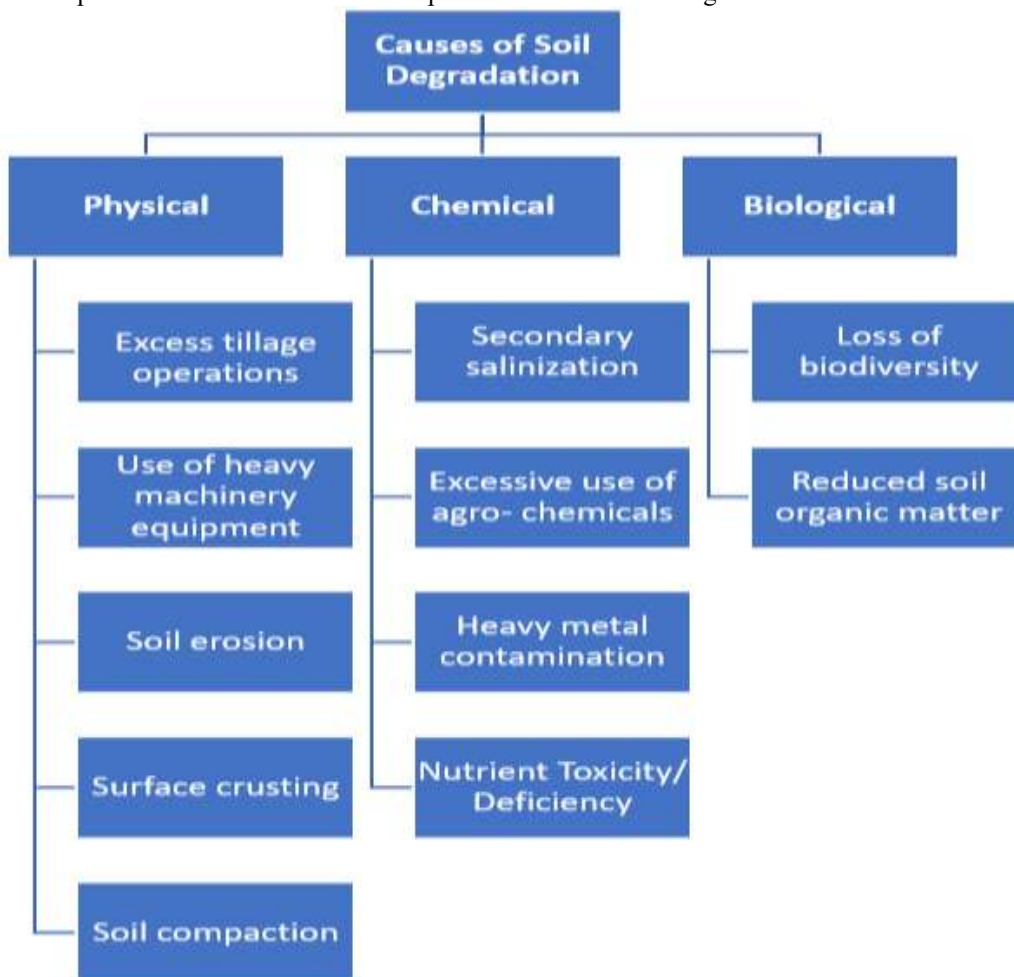 Causes of Soil
Degradation
Physical
Chemical
Biological
Excess tillage
operations
Use of heavy
machinery
equipment
Soil erosion
Surface crusting
Soil compaction
Secondary
salinization
Excessive use of
agro- chemicals
Heavy metal
contamination
Nutrient Toxicity/
Deficiency
Loss of
biodiversity
Reduced soil
organic matter